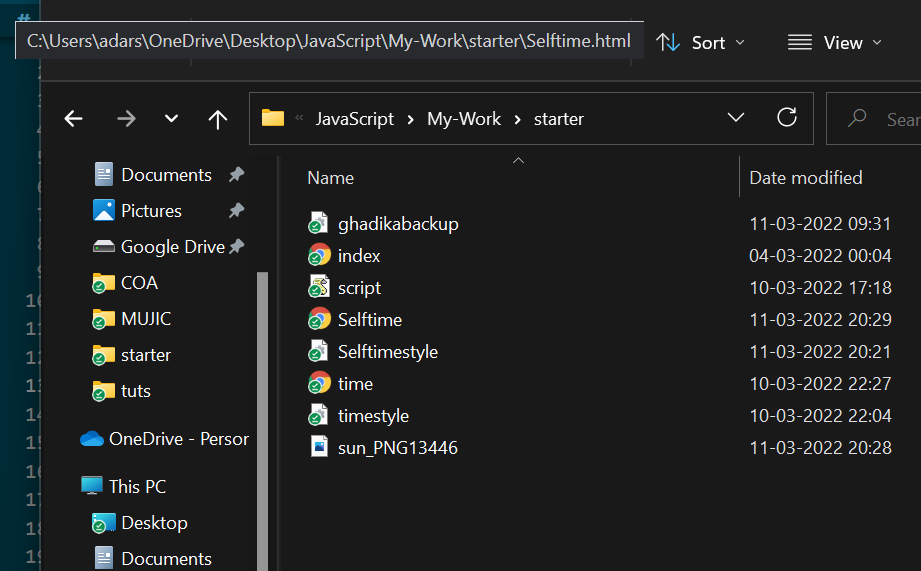 #
C:\Users\adars\OneDrive\Desktop\JavaScript\My-Work\starter\Selftime.html
Sort
View
JavaScript
My-Work
starter
Name
Date modified
Documents
Pictures
Google Drive
COA
MUJIC
starter
tuts
OneDrive - Person
This PC
Desktop
Documents
ghadikabackup 11-03-2022 09:31
index 04-03-2022 00:04
script 10-03-2022 17:18
Selftime 11-03-2022 20:29
Selftimestyle 11-03-2022 20:21
time 10-03-2022 22:27
timestyle 10-03-2022 22:04
sun_PNG13446 11-03-2022 20:28